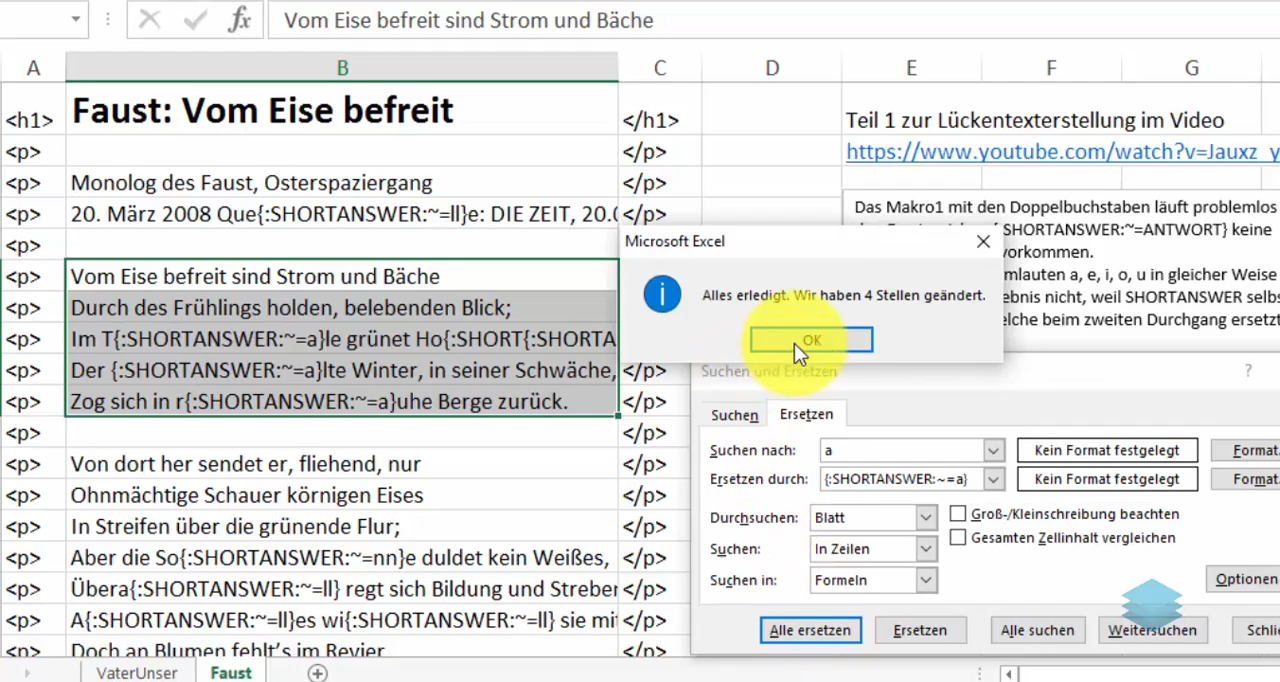 fx Vom Eise befreit sind Strom und Bäche
A B C D E F G
<h1> Faust: Vom Eise befreit </h1> Teil 1 zur Lückentexterstellung im Video
<p> </p> https://www.youtube.com/watch?v=Jauxz_y
<p> Monolog des Faust, Osterspaziergang </p>
<p> 20. März 2008 Que{:SHORTANSWER:~=ll}e: DIE ZEIT, 20.0 </p>
Das Makro1 mit den Doppelbuchstaben läuft problemlos
SHORTANSWER:~=ANTWORT} keine
vorkommen.
mlauten a, e, i, o, u in gleicher Weise
ebnis nicht, weil SHORTANSWER selbs
elche beim zweiten Durchgang ersetzt
<p>
<p> Vom Eise befreit sind Strom und Bäche
<p> Durch des Frühlings holden, belebenden Blick;
<p> Im T{:SHORTANSWER:~=a}le grünet Ho{:SHORT{:SHORTA
<p> Der {:SHORTANSWER:~=a}lte Winter, in seiner Schwäche, </p>
<p> Zog sich in r{:SHORTANSWER:~=a}uhe Berge zurück. </p>
<p> </p>
<p> Von dort her sendet er, fliehend, nur </p>
<p> Ohnmächtige Schauer körnigen Eises </p>
<p> In Streifen über die grünende Flur; </p>
<p> Aber die So{:SHORTANSWER:~=nn}e duldet kein Weißes, </p>
<p> Übera{:SHORTANSWER:~=ll} regt sich Bildung und Streber </p>
<p> A{:SHORTANSWER:~=ll}es wi{:SHORTANSWER:~=ll} sie mit </p>
<p> Doch an Blumen fehlt's im Revier </p>
Microsoft Excel
Alles erledigt. Wir haben 4 Stellen geändert.
OK
Suchen und Ersetzen ?
Suchen Ersetzen
Suchen nach: a Kein Format festgelegt Format.
Ersetzen durch: {:SHORTANSWER:~=a} Kein Format festgelegt Format.
Durchsuchen: Blatt Groß-/Kleinschreibung beachten
Suchen: In Zeilen Gesamten Zellinhalt vergleichen
Suchen in: Formeln Optionen
Alle ersetzen Ersetzen Alle suchen Weitersuchen Schli
VaterUnser Faust